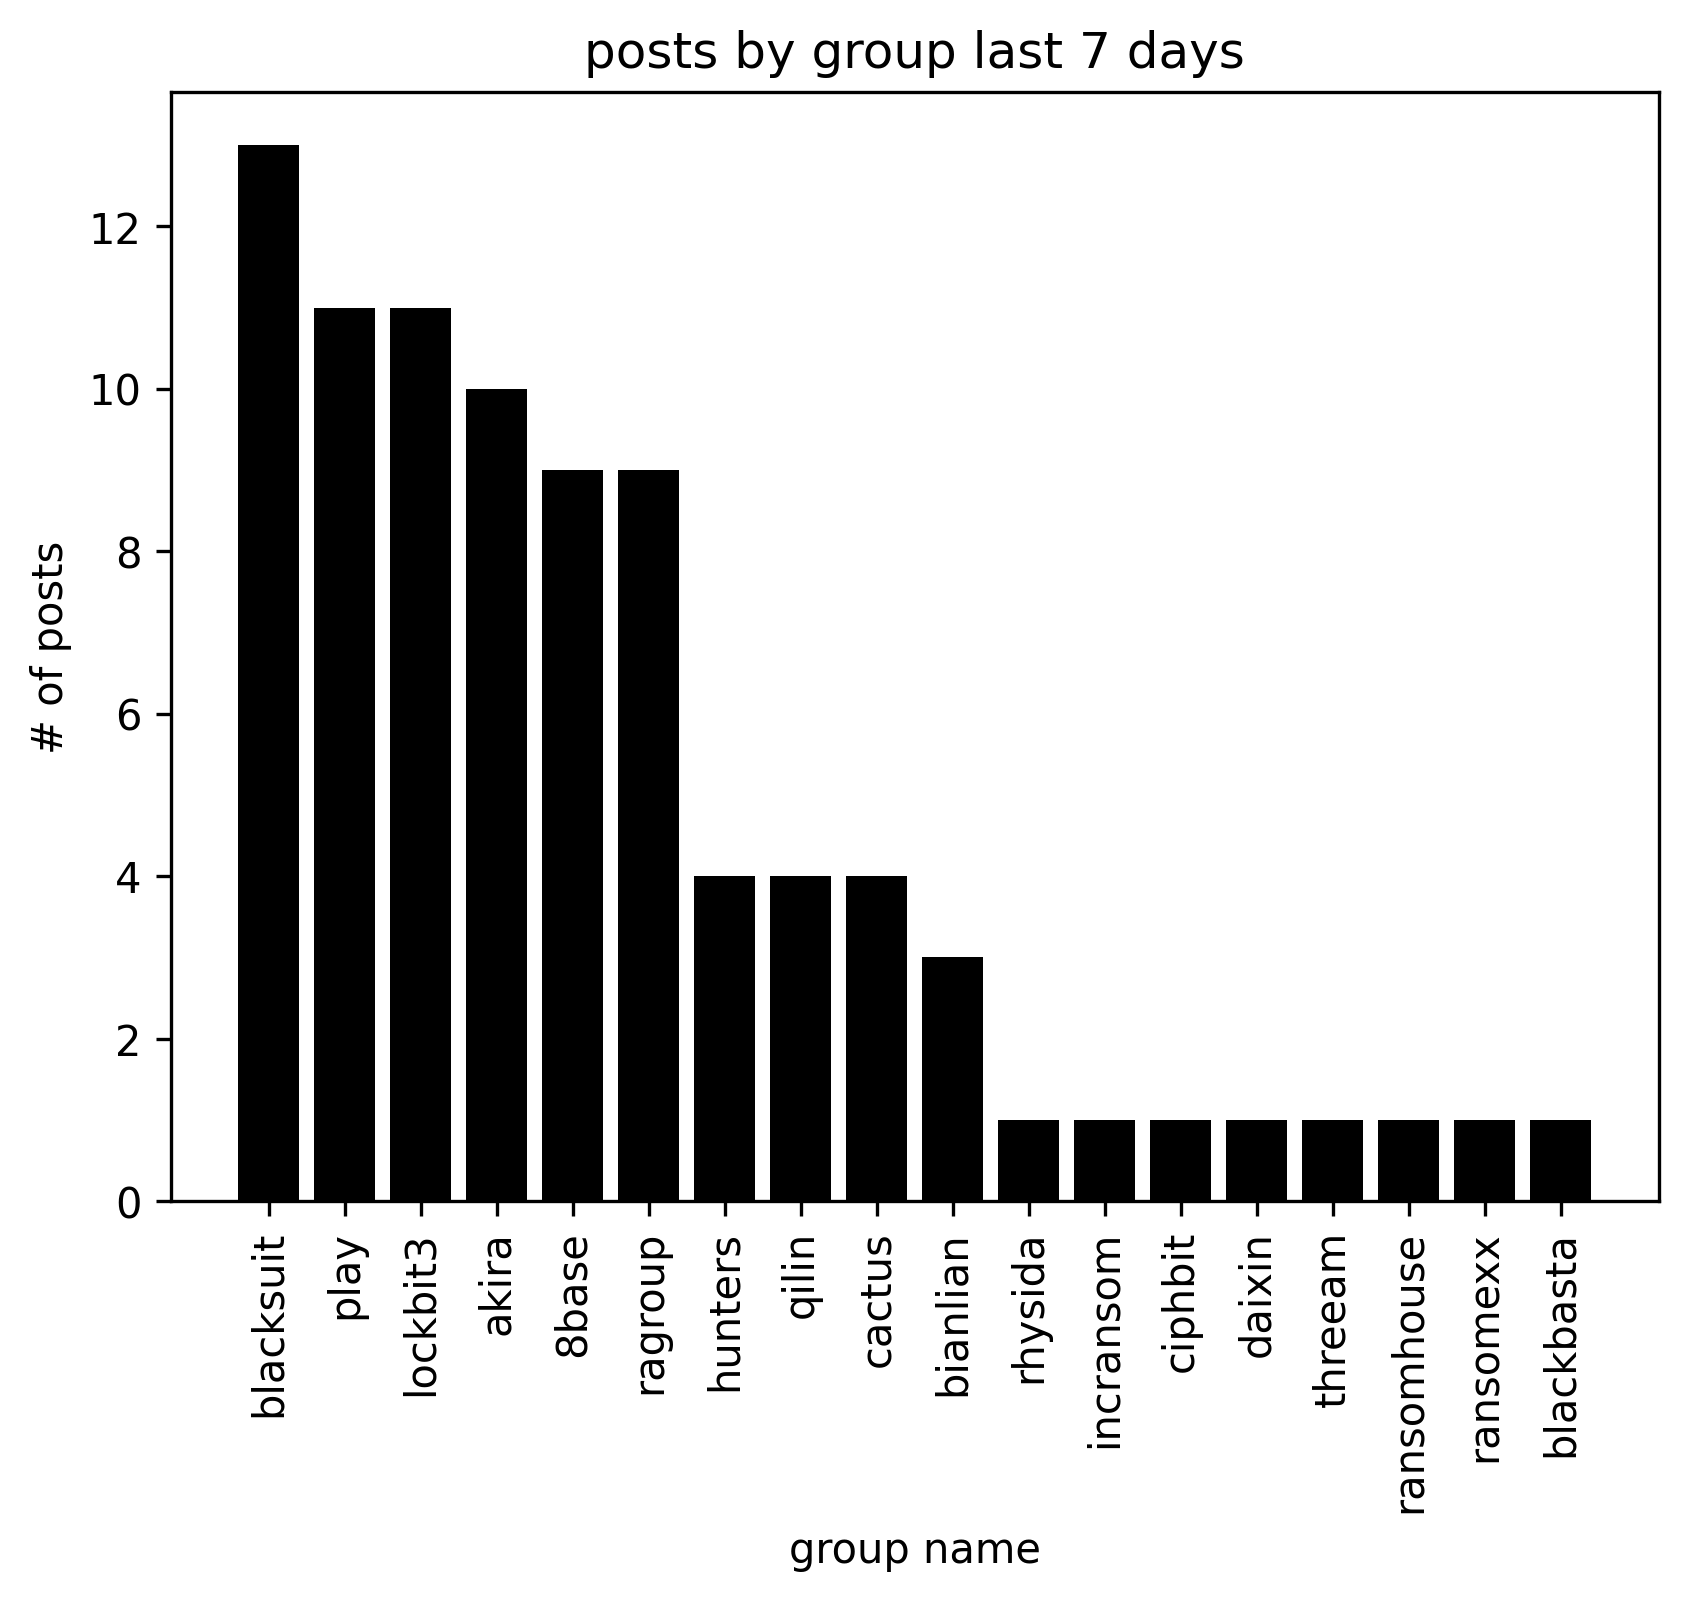 posts by group last 7 days
12
10
8
6
4
2
0
# of posts
blacksuit
play
lockbit3
akira
8base
ragroup
hunters
qilin
cactus
bianlian
rhysida
incransom
ciphbit
daixin
threeam
ransomhouse
ransomexx
blackbasta
group name